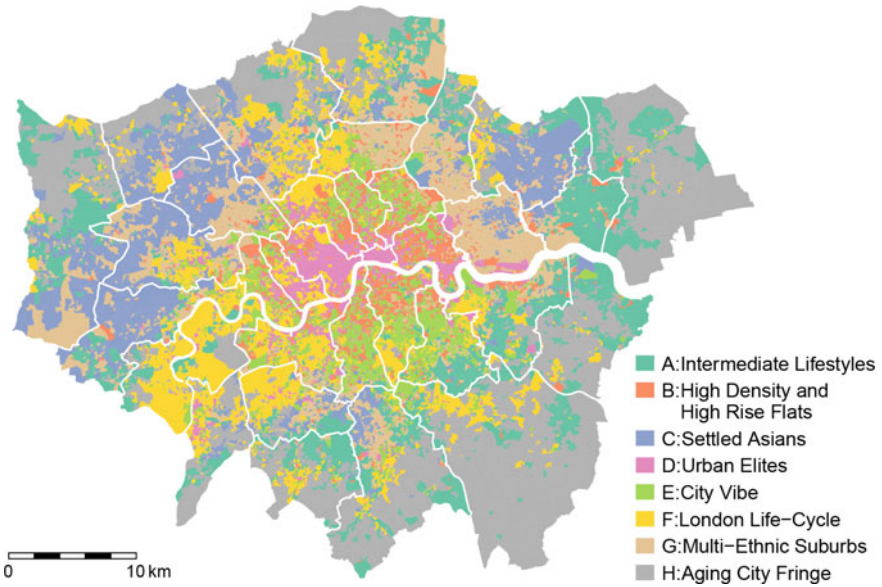 A:Intermediate Lifestyles
B:High Density and
High Rise Flats
C:Settled Asians
D:Urban Elites
E:City Vibe
F:London Life-Cycle
G:Multi-Ethnic Suburbs
H:Aging City Fringe
0 10 km